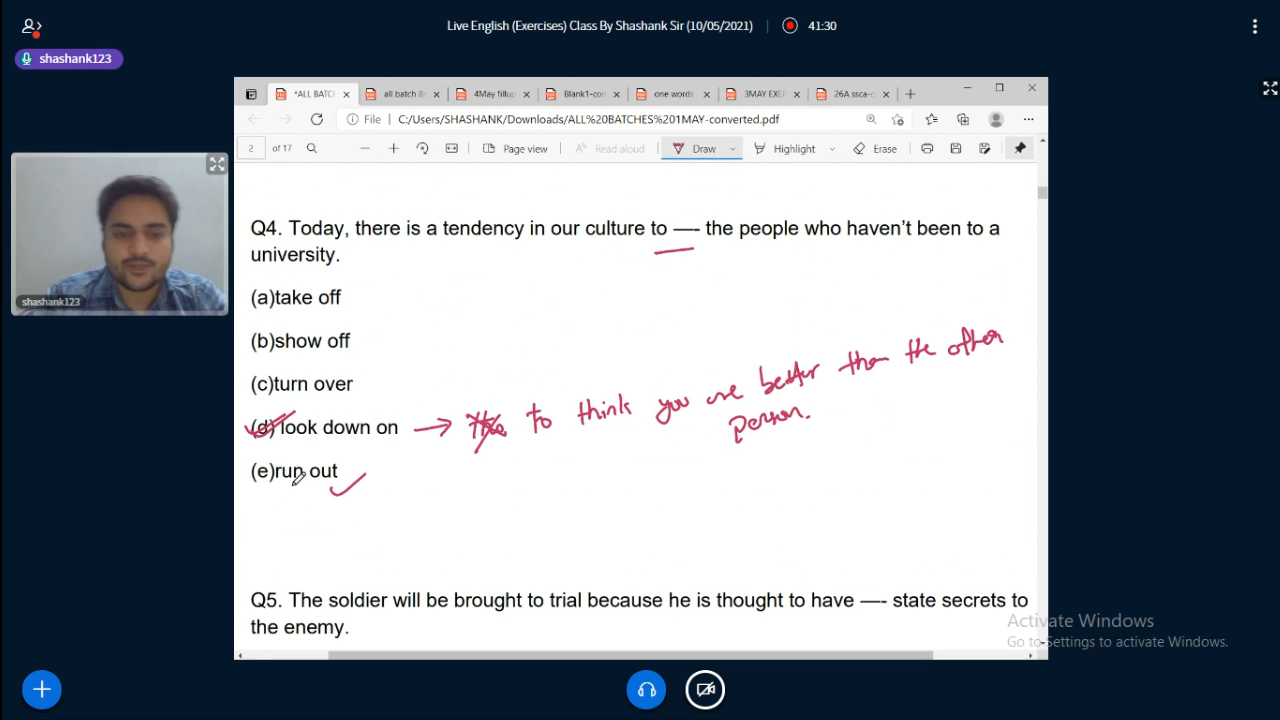 Live English (Exercises) Class By Shashank Sir (10/05/2021)
41:30
shashank123
*ALL BATC
all batch 8
4May fillup
Blank1-con
one words
3MAY EXE
26A ssca-c
File
C:/Users/SHASHANK/Downloads/ALL%20BATCHES%201MAY-converted.pdf
2 of 17
Page view
Read aloud
Draw
Highlight
Erase
shashank123
Q4. Today, there is a tendency in our culture to —- the people who haven't been to a
university.
(a)take off
(b)show off
(c)turn over
(d) look down on
to think you are better than the other
person.
(e)run out
Q5. The soldier will be brought to trial because he is thought to have —- state secrets to
the enemy.
Activate Windows
Go to Settings to activate Windows.